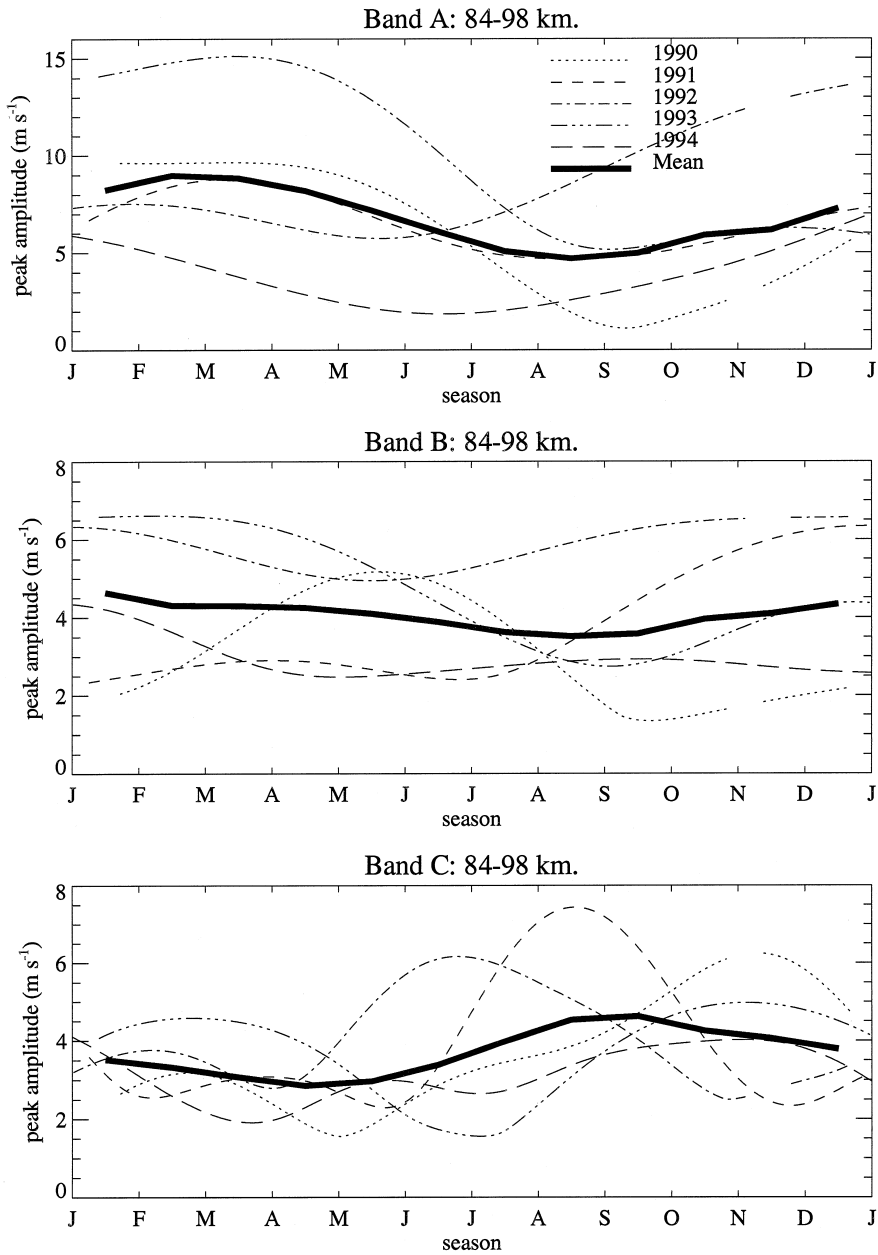 Band A: 84-98 km.
peak amplitude (m s⁻¹)
15
10
5
0
1990
1991
1992
1993
1994
Mean
J F M A M J J A S O N D J
season
Band B: 84-98 km.
peak amplitude (m s⁻¹)
8
6
4
2
0
J F M A M J J A S O N D J
season
Band C: 84-98 km.
peak amplitude (m s⁻¹)
8
6
4
2
0
J F M A M J J A S O N D J
season